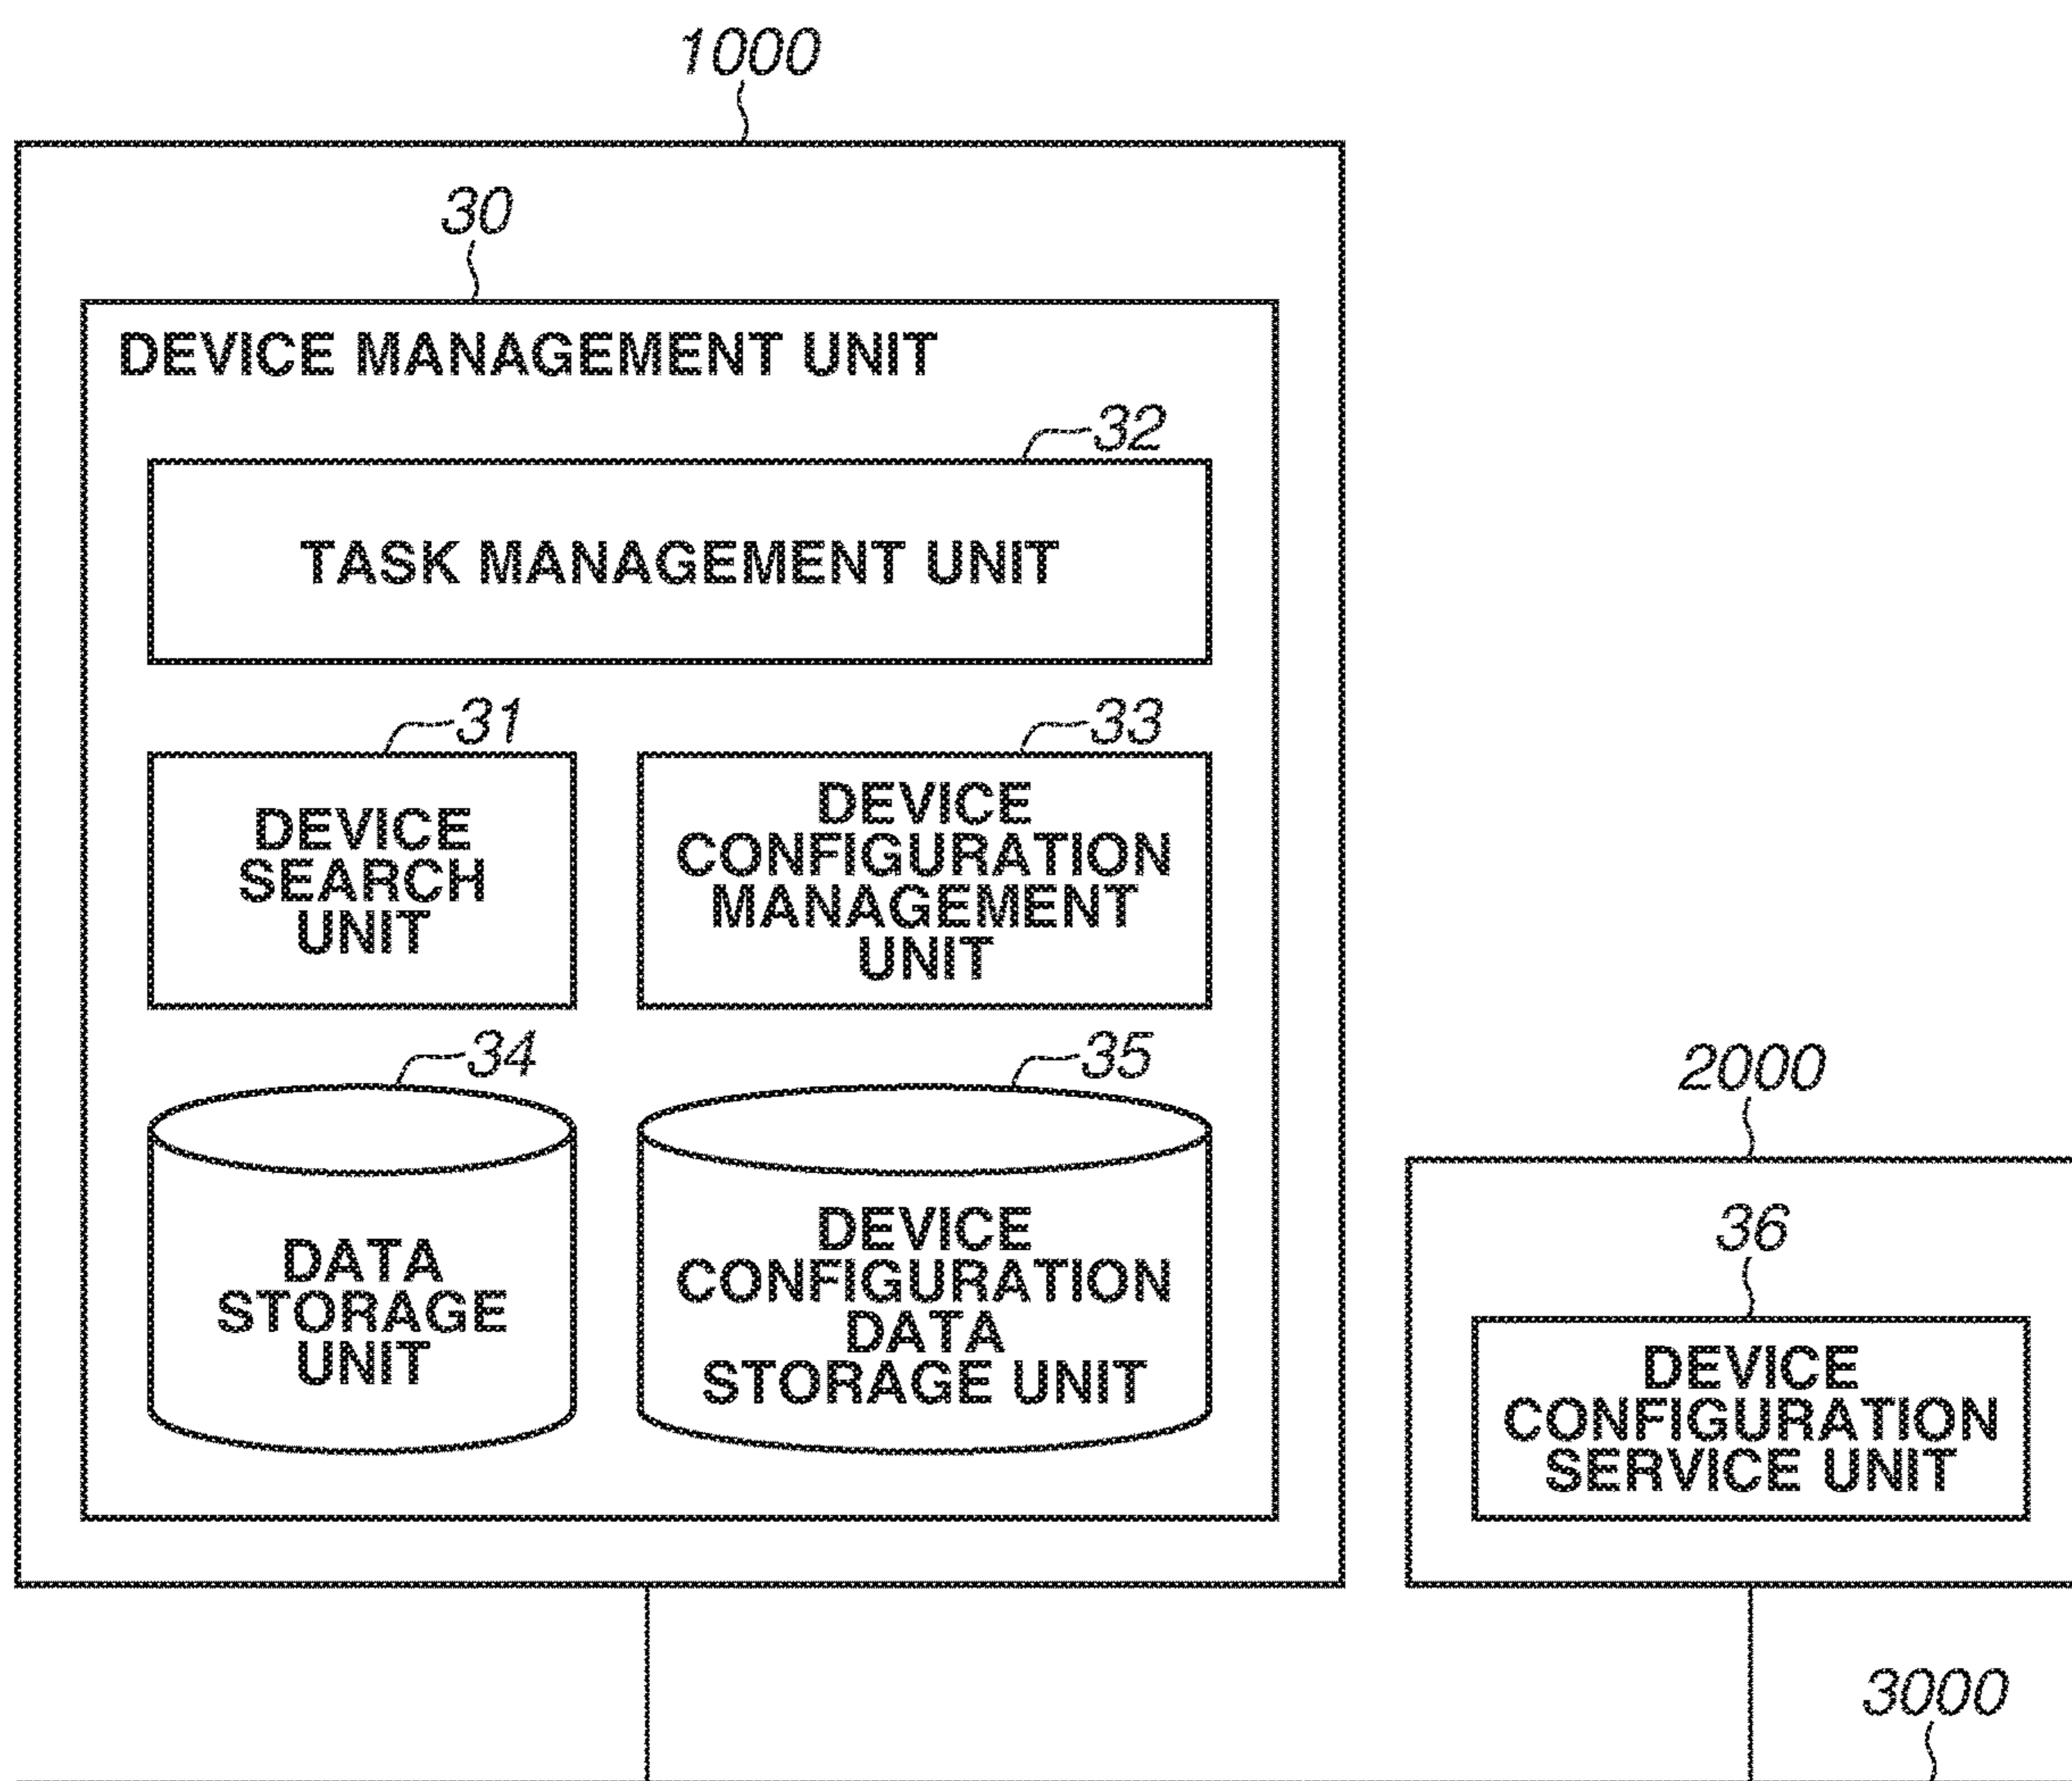 1000
30
DEVICE MANAGEMENT UNIT
32
TASK MANAGEMENT UNIT
31
DEVICE
SEARCH
UNIT
33
DEVICE
CONFIGURATION
MANAGEMENT
UNIT
34
DATA
STORAGE
UNIT
35
DEVICE
CONFIGURATION
DATA
STORAGE UNIT
2000
36
DEVICE
CONFIGURATION
SERVICE UNIT
3000